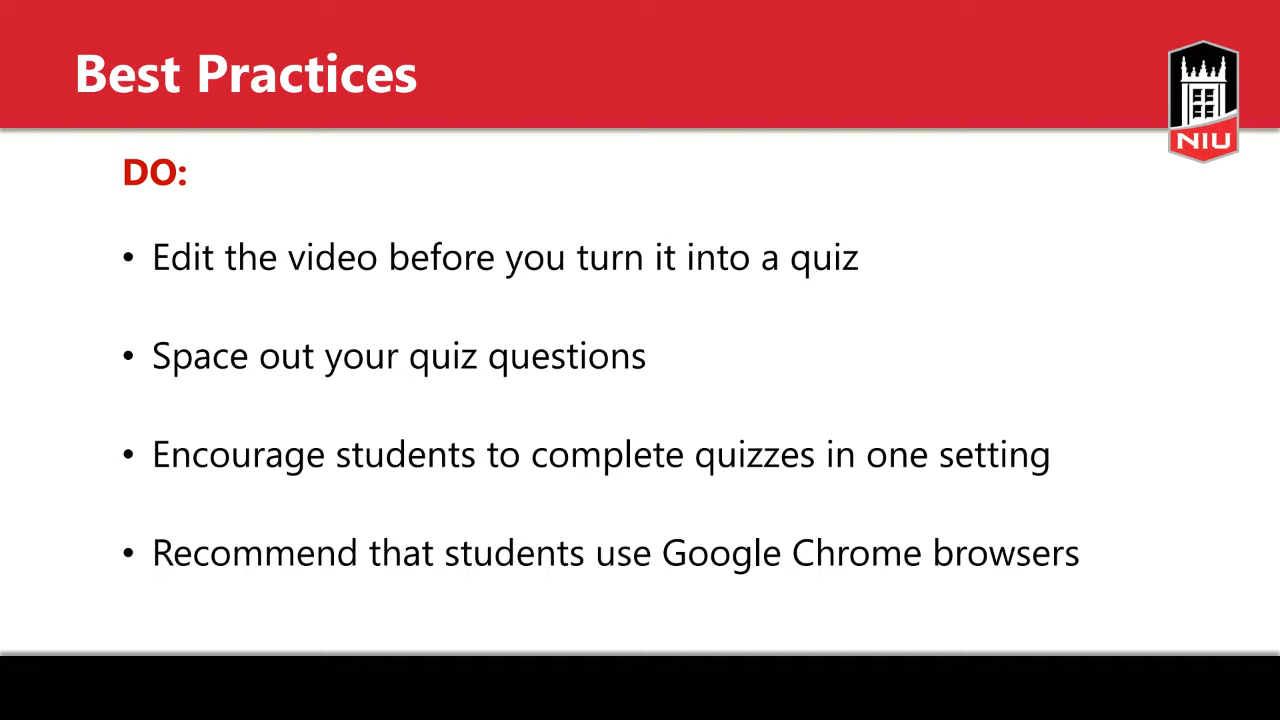 Best Practices
NIU
DO:
• Edit the video before you turn it into a quiz
• Space out your quiz questions
• Encourage students to complete quizzes in one setting
• Recommend that students use Google Chrome browsers